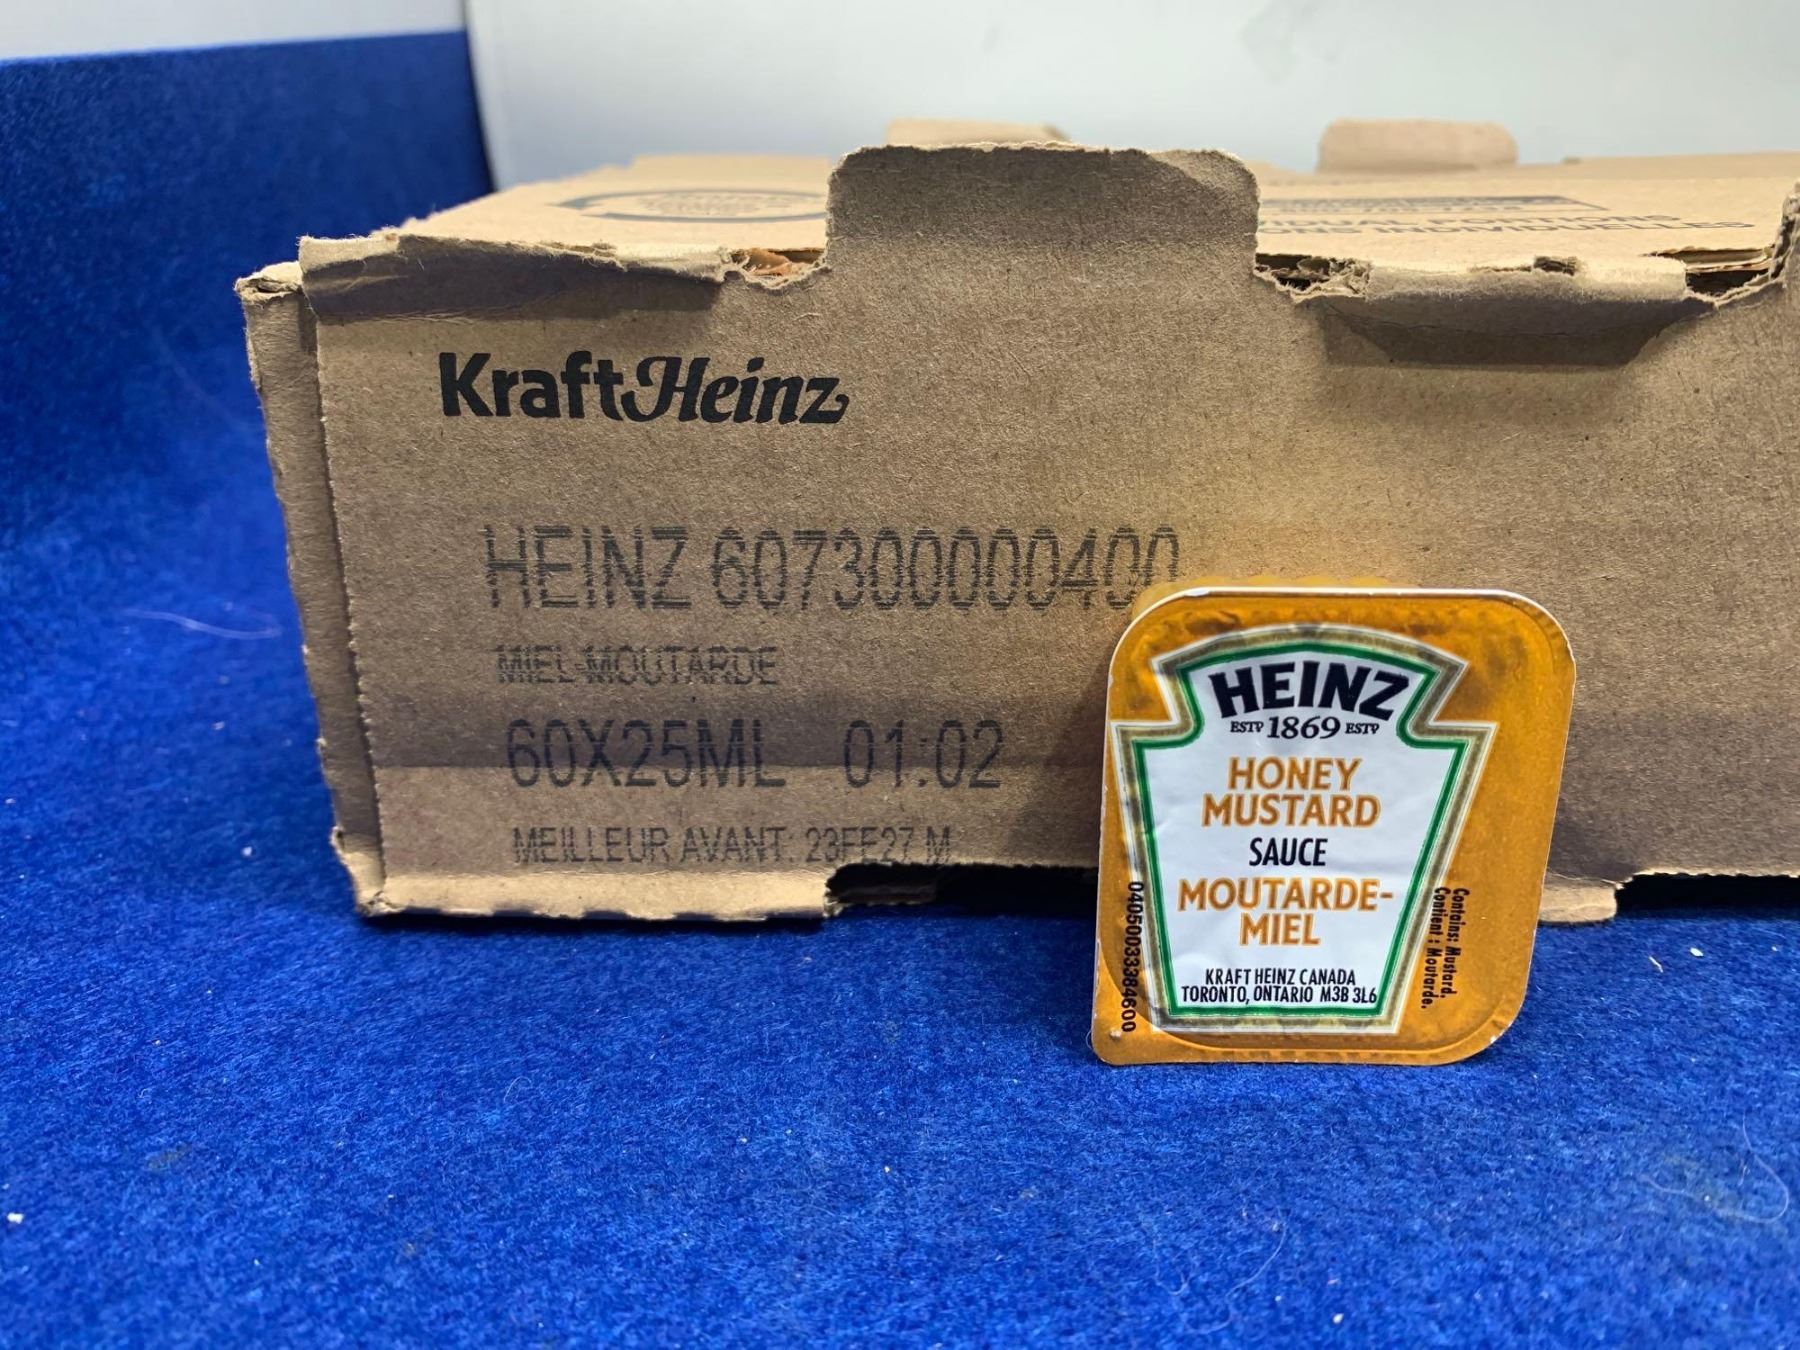 KraftHeinz
HEINZ 607300000400
MIEL-MOUTARDE
60X25ML 01:02
MEILLEUR AVANT: 23FE27 M
INDIVIDUELLES
HEINZ
ESTD 1869 ESTD
HONEY
MUSTARD
SAUCE
MOUTARDE-
MIEL
KRAFT HEINZ CANADA
TORONTO, ONTARIO M3B 3L6
Contains: Mustard.
Contient : Moutarde.